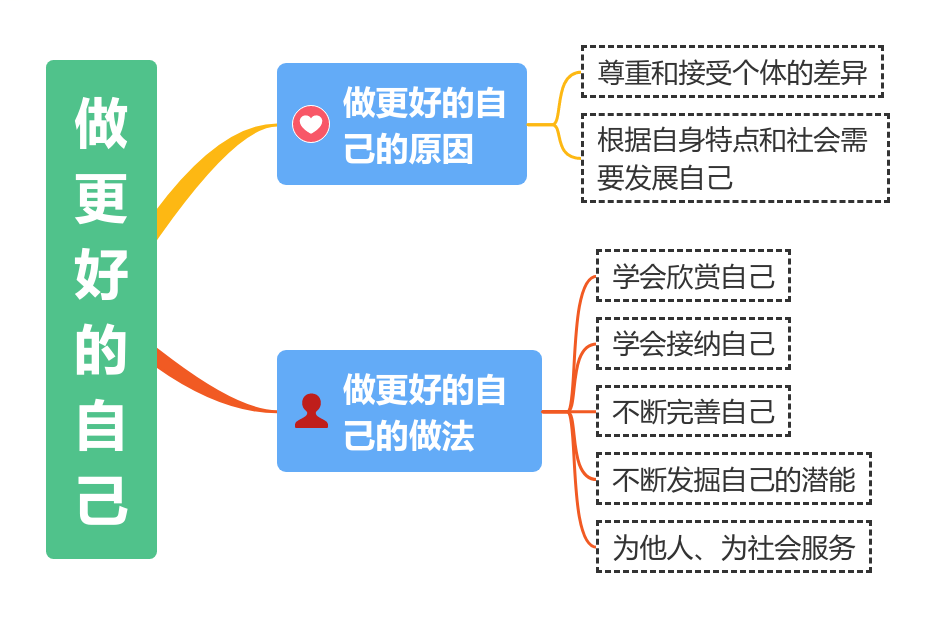 做更好的自己
做更好的自
己的原因
尊重和接受个体的差异
根据自身特点和社会需
要发展自己
做更好的自
己的做法
学会欣赏自己
学会接纳自己
不断完善自己
不断发掘自己的潜能
为他人、为社会服务